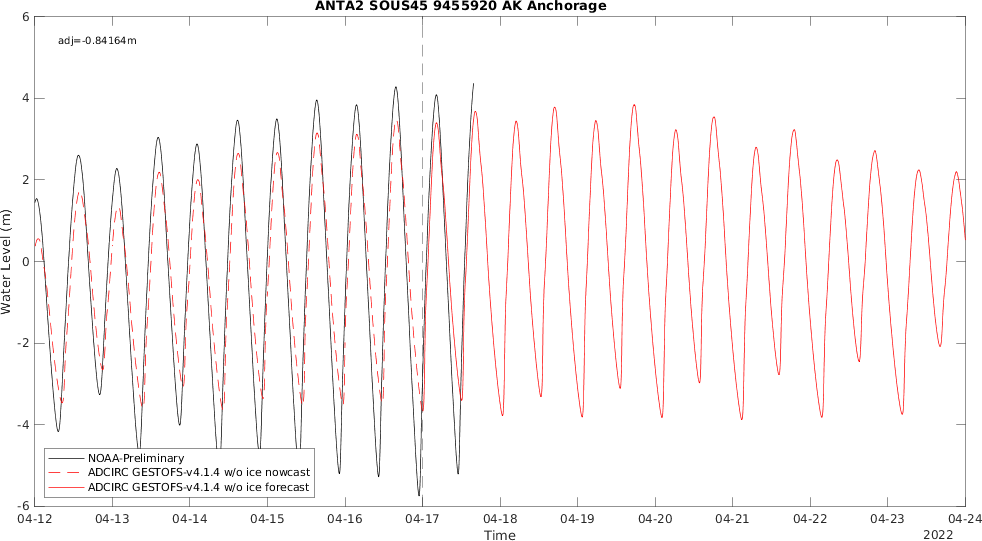 ANTA2 SOUS45 9455920 AK Anchorage
adj=-0.84164m
6
4
2
0
-2
-4
-6
Water Level (m)
NOAA-Preliminary
ADCIRC GESTOFS-v4.1.4 w/o ice nowcast
ADCIRC GESTOFS-v4.1.4 w/o ice forecast
04-12 04-13 04-14 04-15 04-16 04-17 04-18 04-19 04-20 04-21 04-22 04-23 04-24
Time
2022